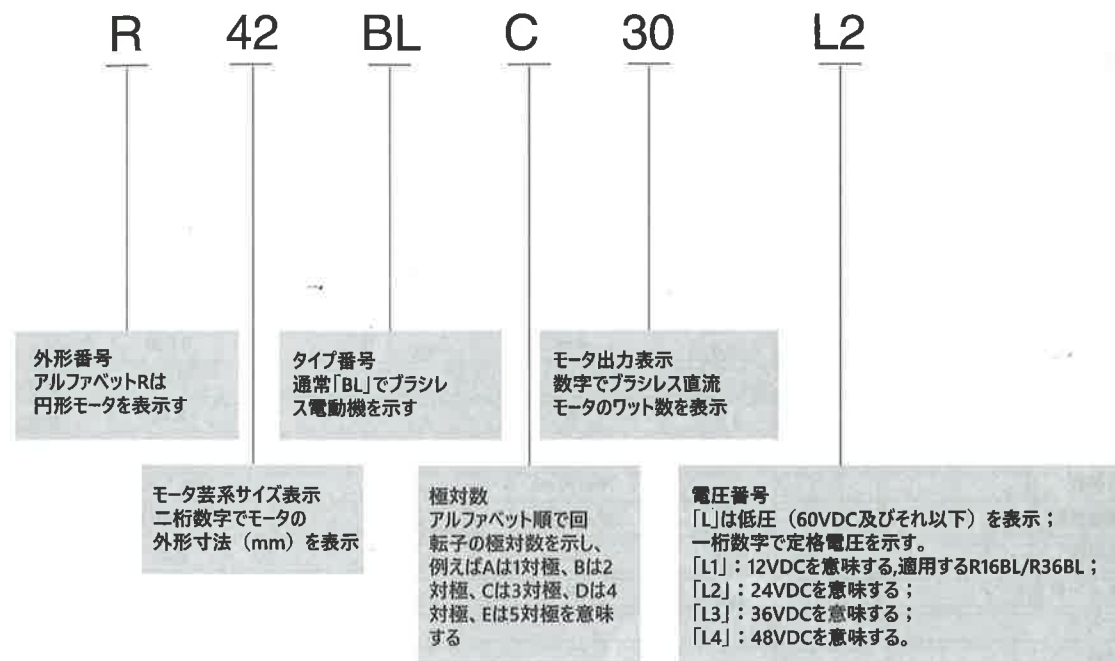 R 42 BL C 30 L2
外形番号
アルファベットRは
円形モータを表示す
タイプ番号
通常「BL」でブラシレ
ス電動機を示す
モータ出力表示
数字でブラシレス直流
モータのワット数を表示
モータ芸系サイズ表示
二桁数字でモータの
外形寸法（mm）を表示
極対数
アルファベット順で回
転子の極対数を示し、
例えばAは1対極、Bは2
対極、Cは3対極、Dは4
対極、Eは5対極を意味
する
電圧番号
「L」は低圧（60VDC及びそれ以下）を表示；
一桁数字で定格電圧を示す。
「L1」：12VDCを意味する,適用するR16BL/R36BL；
「L2」：24VDCを意味する；
「L3」：36VDCを意味する；
「L4」：48VDCを意味する。